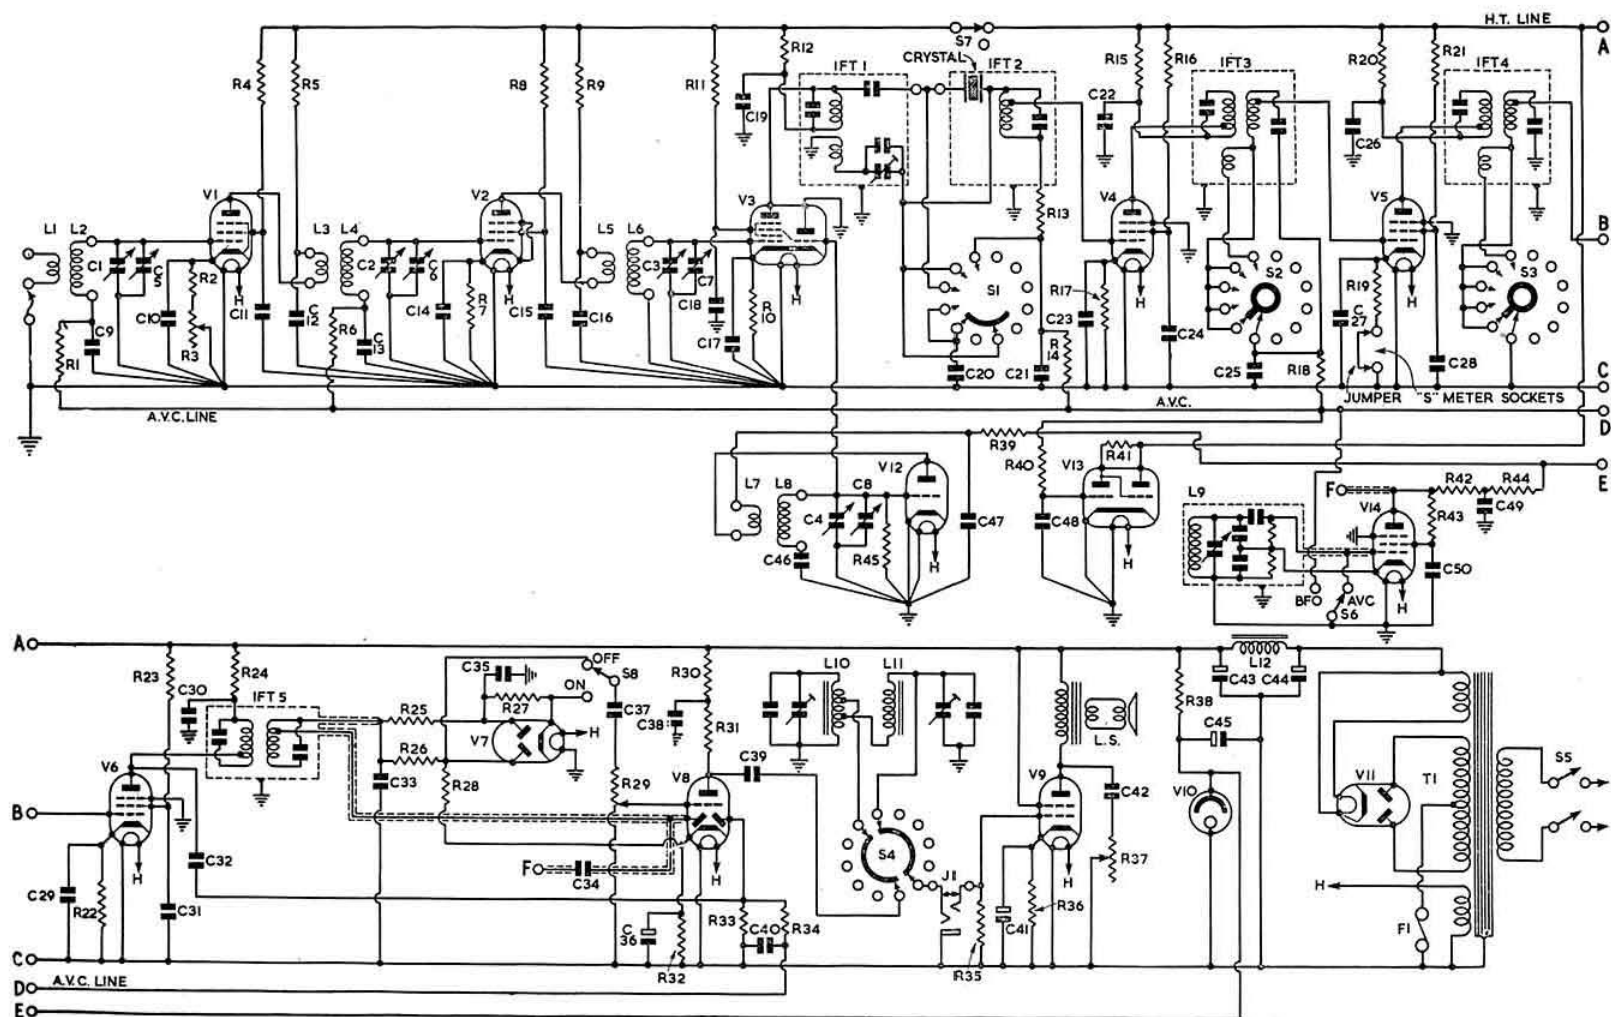 H.T. LINE
A
S7
CRYSTAL
R4
R5
R8
R9
R11
R12
IFT 1
IFT 2
R15
R16
IFT 3
R20
R21
IFT 4
C19
C22
C26
B
V1
V2
V3
R13
V4
V5
L1
L2
L3
L4
L5
L6
C1
C5
R2
H
C2
C6
H
C3
C7
C18
H
S1
R17
H
S2
R19
H
S3
C10
R3
C11
C12
R6
C13
C14
R7
C15
C16
C17
R10
C23
C24
C27
C28
R1
C9
C20
C21
R14
C25
R18
C
JUMPER
"S" METER SOCKETS
A.V.C. LINE
A.V.C.
D
R39
R40
V13
R41
V12
L7
L8
C4
C8
C47
C48
L9
F
V14
R42
R44
C49
R43
E
C46
R45
H
H
C50
BFO
AVC
S6
H
A
R23
R24
C30
IFT 5
C35
OFF
S8
ON
R30
L10
L11
L12
C43
C44
R25
R27
C37
C38
R31
R38
C45
L.S.
R26
V7
H
V6
C33
R28
R29
V8
C39
V9
C42
V10
V11
T1
S5
B
H
C32
F
C34
H
S4
J1
H
R37
H
C29
R22
C31
C36
R32
R33
C40
R34
R35
C41
R36
F1
C
D
A.V.C. LINE
E